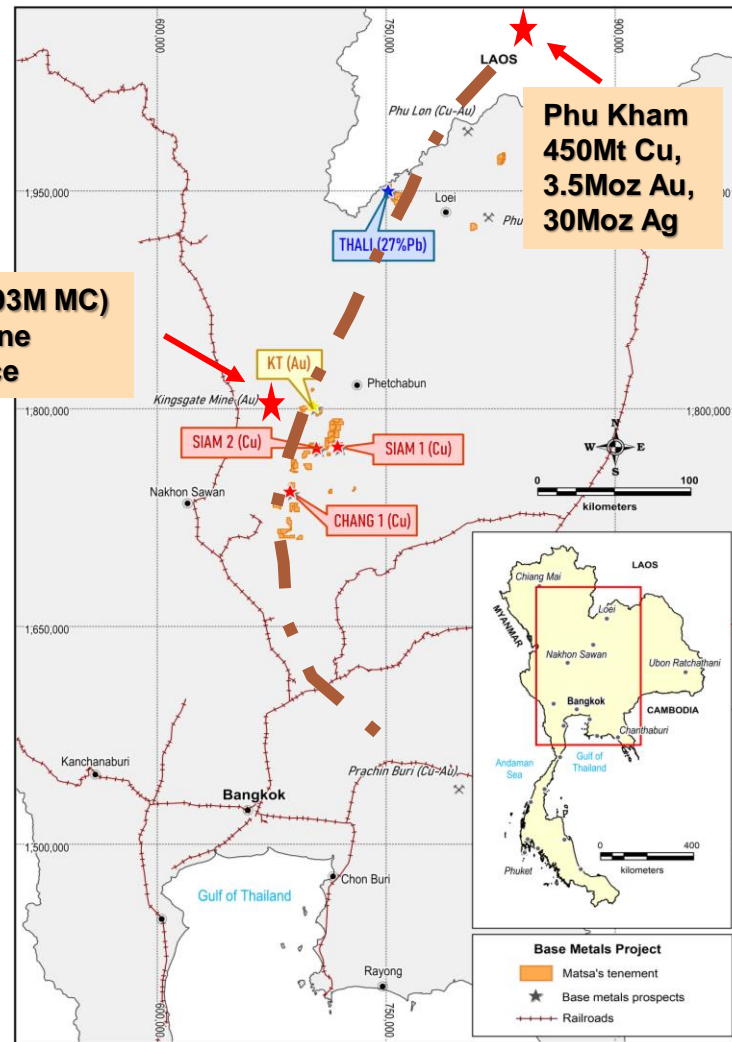 600,000
750,000
900,000
LAOS
Phu Lon (Cu-Au)
Phu Kham
450Mt Cu,
3.5Moz Au,
30Moz Ag
1,950,000
Loei
Phu
THALI (27%Pb)
03M MC)
KT (Au)
Phetchabun
Kingsgate Mine (Au)
1,800,000
1,800,000
SIAM 2 (Cu)
SIAM 1 (Cu)
N
W E
S
Nakhon Sawan
CHANG 1 (Cu)
0 50 100
kilometers
LAOS
Chiang Mai
MYANMAR
Loei
Nakhon Sawan
Ubon Ratchathani
Bangkok
CAMBODIA
Chanthaburi
Andaman
Sea
Gulf of
Thailand
0 400
kilometers
Phuket
1,650,000
Kanchanaburi
Prachin Buri (Cu-Au)
Bangkok
1,500,000
Chon Buri
Gulf of Thailand
Rayong
600,000
750,000
Base Metals Project
Matsa's tenement
Base metals prospects
Railroads